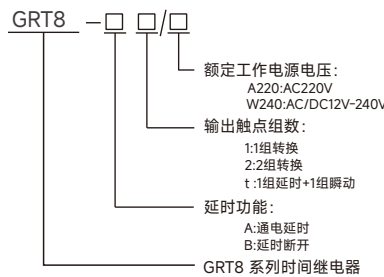 GRT8 -□□/□
额定工作电源电压:
A220:AC220V
W240:AC/DC12V-240V
输出触点组数:
1:1组转换
2:2组转换
t :1组延时+1组瞬动
延时功能:
A:通电延时
B:延时断开
GRT8 系列时间继电器